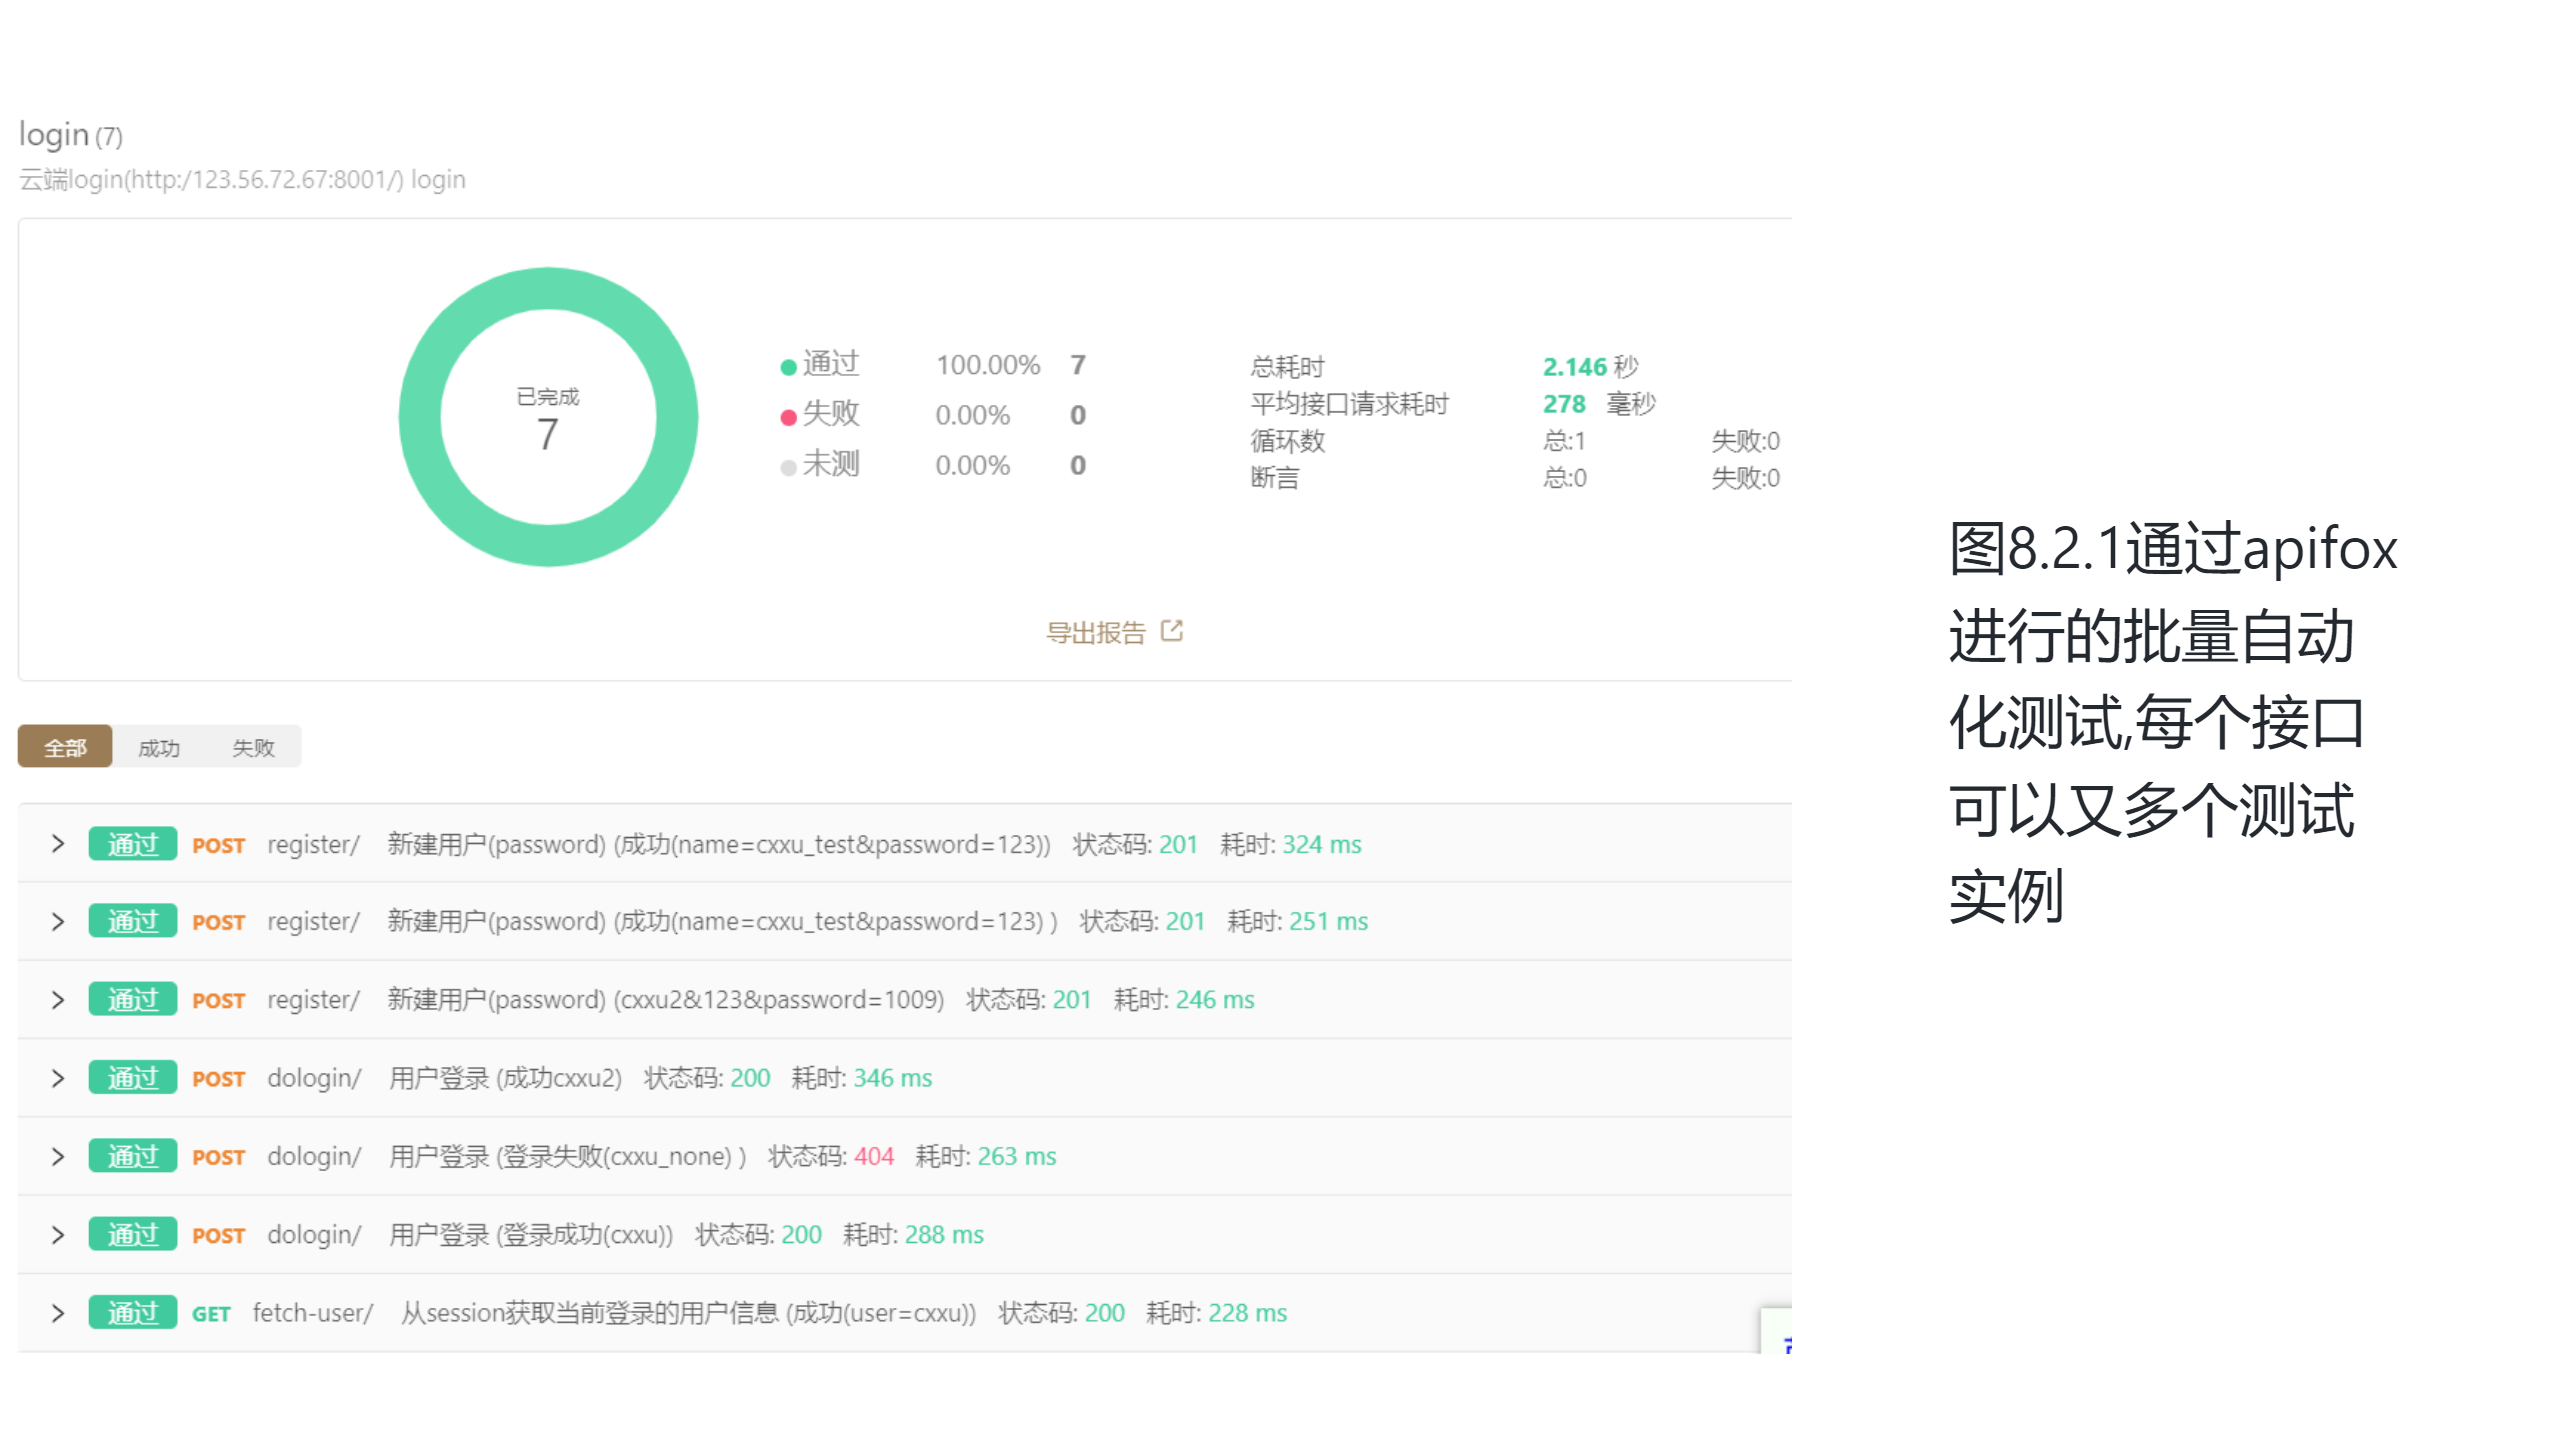 login (7)
云端login(http:/123.56.72.67:8001/) login
已完成
7
通过 100.00% 7
失败 0.00% 0
未测 0.00% 0
总耗时 2.146 秒
平均接口请求耗时 278 毫秒
循环数 总:1 失败:0
断言 总:0 失败:0
导出报告
全部 成功 失败
通过 POST register/ 新建用户(password) (成功(name=cxxu_test&password=123)) 状态码: 201 耗时: 324 ms
通过 POST register/ 新建用户(password) (成功(name=cxxu_test&password=123) ) 状态码: 201 耗时: 251 ms
通过 POST register/ 新建用户(password) (cxxu2&123&password=1009) 状态码: 201 耗时: 246 ms
通过 POST dologin/ 用户登录 (成功cxxu2) 状态码: 200 耗时: 346 ms
通过 POST dologin/ 用户登录 (登录失败(cxxu_none) ) 状态码: 404 耗时: 263 ms
通过 POST dologin/ 用户登录 (登录成功(cxxu)) 状态码: 200 耗时: 288 ms
通过 GET fetch-user/ 从session获取当前登录的用户信息 (成功(user=cxxu)) 状态码: 200 耗时: 228 ms
图8.2.1通过apifox
进行的批量自动
化测试,每个接口
可以又多个测试
实例